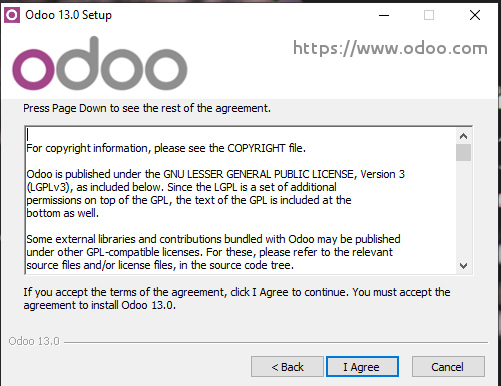 Odoo 13.0 Setup
odoo
https://www.odoo.com
Press Page Down to see the rest of the agreement.
For copyright information, please see the COPYRIGHT file.
Odoo is published under the GNU LESSER GENERAL PUBLIC LICENSE, Version 3
(LGPLv3), as included below. Since the LGPL is a set of additional
permissions on top of the GPL, the text of the GPL is included at the
bottom as well.
Some external libraries and contributions bundled with Odoo may be published
under other GPL-compatible licenses. For these, please refer to the relevant
source files and/or license files, in the source code tree.
If you accept the terms of the agreement, click I Agree to continue. You must accept the
agreement to install Odoo 13.0.
Odoo 13.0
< Back
I Agree
Cancel